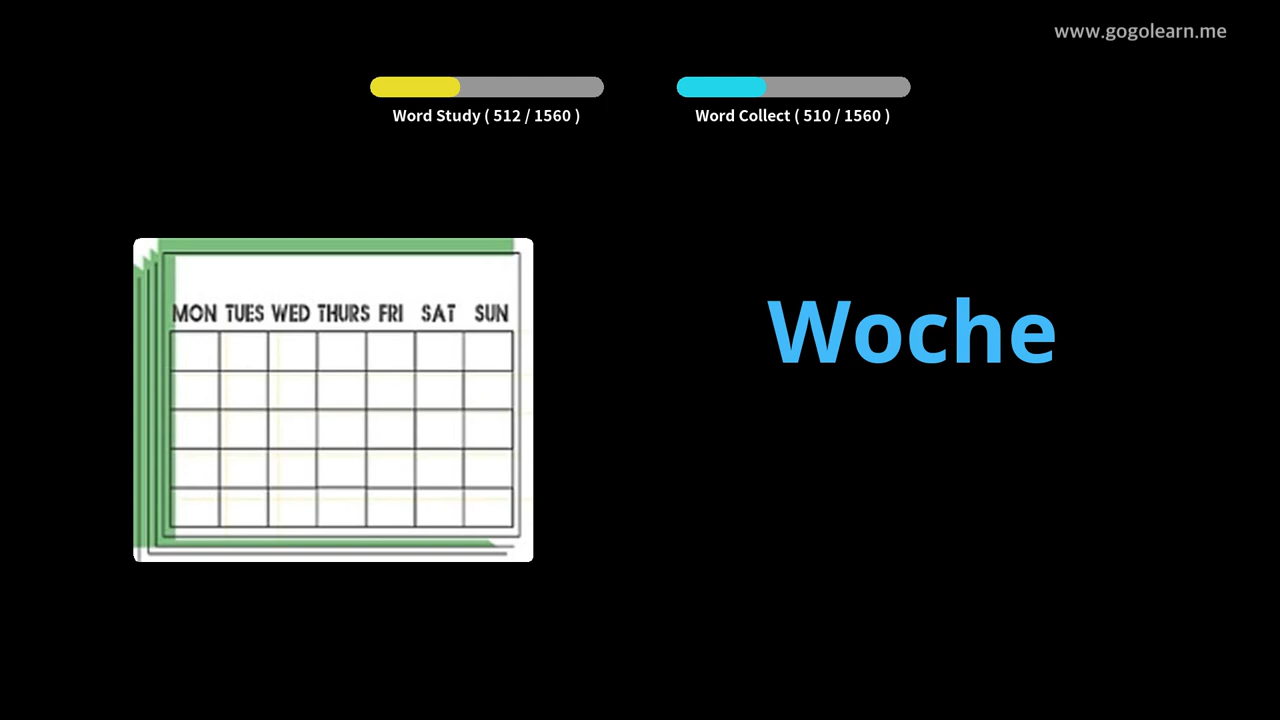 www.gogolearn.me
Word Study ( 512 / 1560 )
Word Collect ( 510 / 1560 )
MON TUES WED THURS FRI SAT SUN
Woche